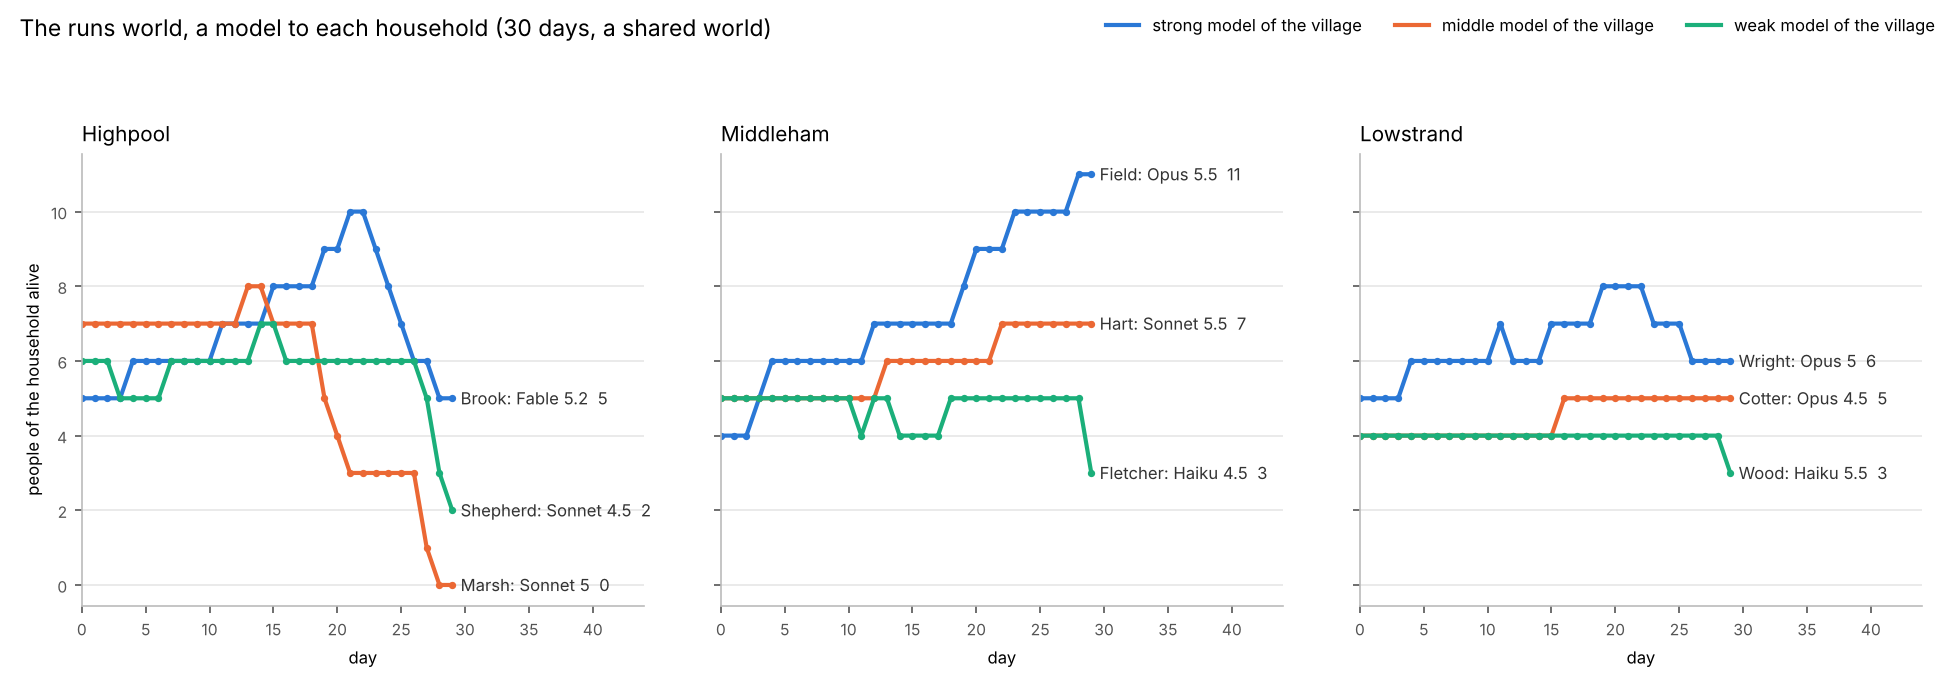 The runs world, a model to each household (30 days, a shared world)
strong model of the village
middle model of the village
weak model of the village
Highpool
Middleham
Lowstrand
people of the household alive
10
8
6
4
2
0
Brook: Fable 5.2 5
Shepherd: Sonnet 4.5 2
Marsh: Sonnet 5 0
Field: Opus 5.5 11
Hart: Sonnet 5.5 7
Fletcher: Haiku 4.5 3
Wright: Opus 5 6
Cotter: Opus 4.5 5
Wood: Haiku 5.5 3
0 5 10 15 20 25 30 35 40
0 5 10 15 20 25 30 35 40
0 5 10 15 20 25 30 35 40
day
day
day